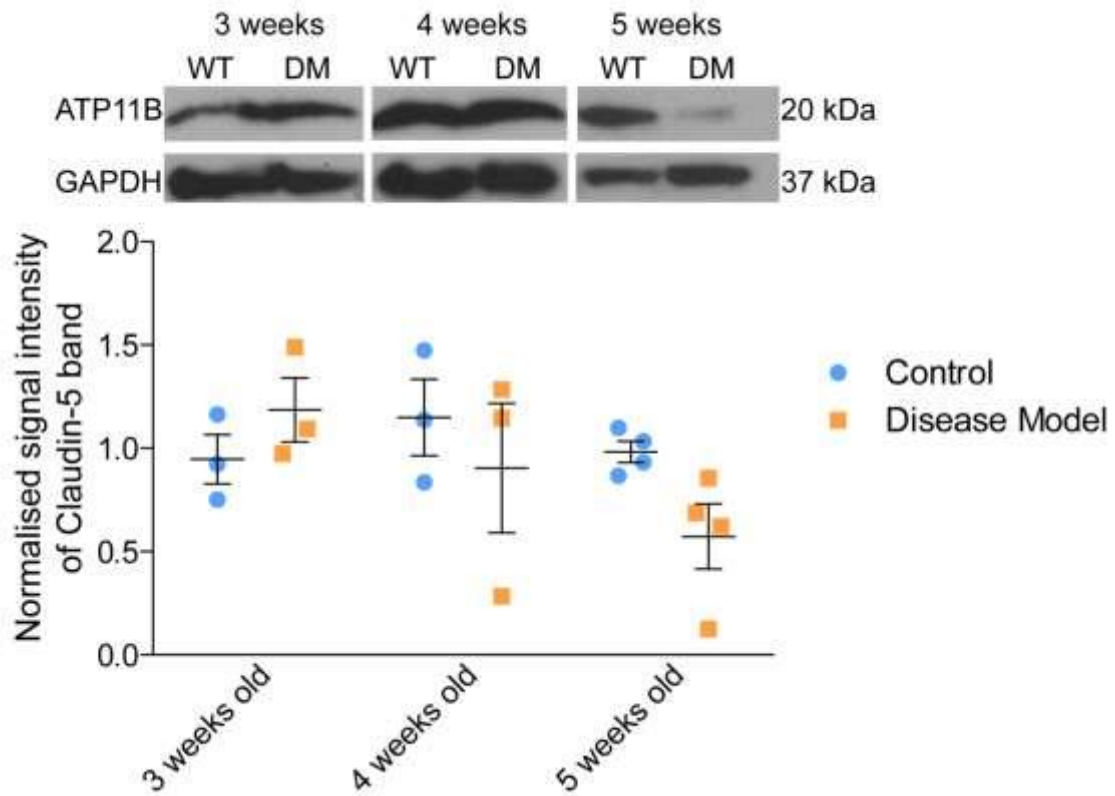 3 weeks 4 weeks 5 weeks
WT DM WT DM WT DM
ATP11B 20 kDa
GAPDH 37 kDa
Normalised signal intensity
of Claudin-5 band
2.0
1.5
1.0
0.5
0.0
3 weeks old 4 weeks old 5 weeks old
Control
Disease Model